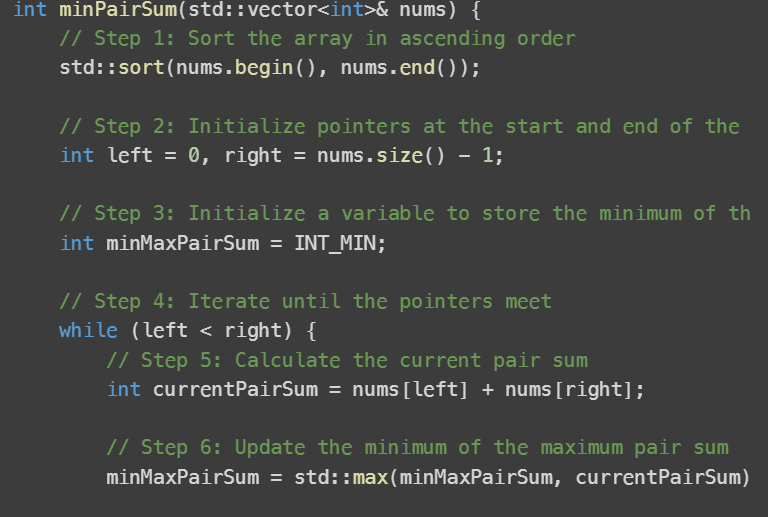 int minPairSum(std::vector<int>& nums) {
    // Step 1: Sort the array in ascending order
    std::sort(nums.begin(), nums.end());
    // Step 2: Initialize pointers at the start and end of the
    int left = 0, right = nums.size() - 1;
    // Step 3: Initialize a variable to store the minimum of th
    int minMaxPairSum = INT_MIN;
    // Step 4: Iterate until the pointers meet
    while (left < right) {
        // Step 5: Calculate the current pair sum
        int currentPairSum = nums[left] + nums[right];
        // Step 6: Update the minimum of the maximum pair sum
        minMaxPairSum = std::max(minMaxPairSum, currentPairSum)